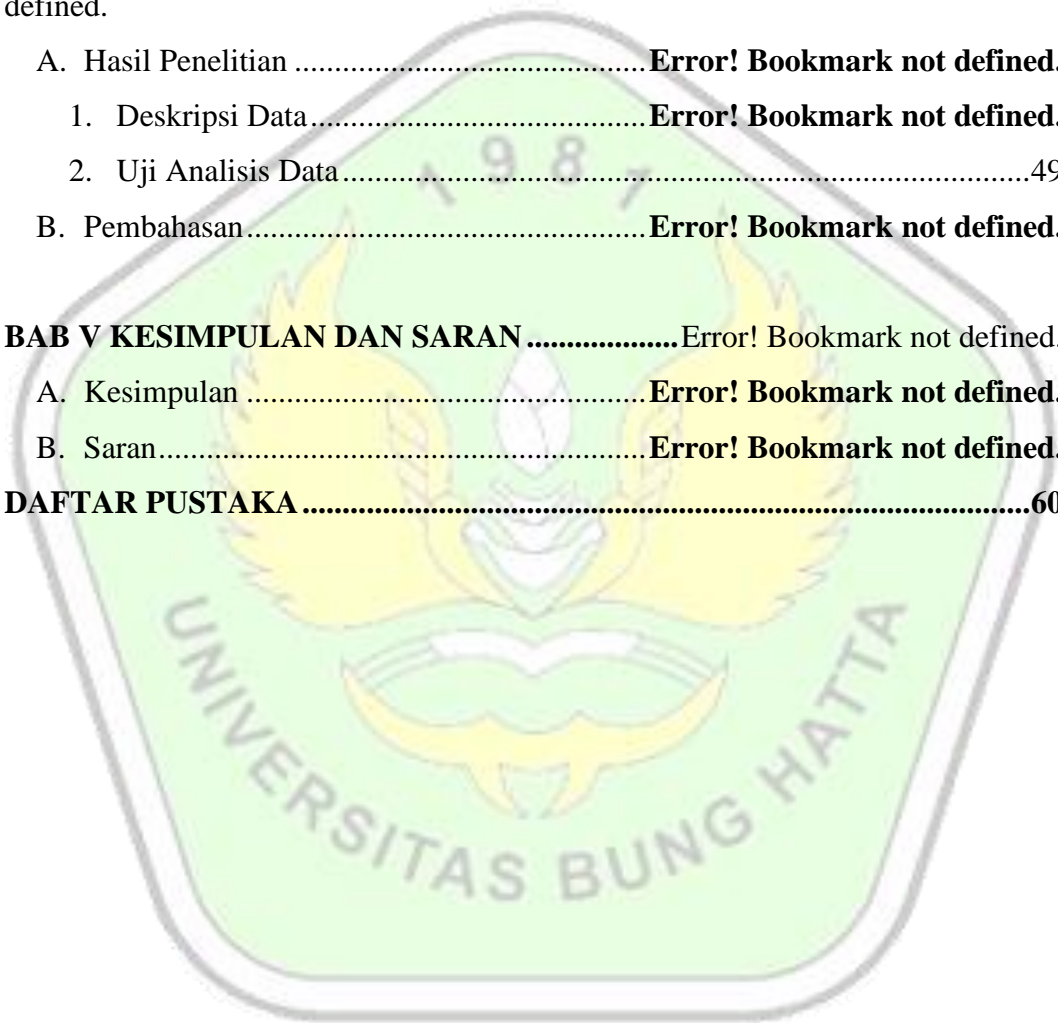 defined.
A. Hasil Penelitian ............................................Error! Bookmark not defined.
1. Deskripsi Data..........................................Error! Bookmark not defined.
2. Uji Analisis Data.......................................................................................49
B. Pembahasan..................................................Error! Bookmark not defined.
BAB V KESIMPULAN DAN SARAN ...................Error! Bookmark not defined.
A. Kesimpulan ..................................................Error! Bookmark not defined.
B. Saran.............................................................Error! Bookmark not defined.
DAFTAR PUSTAKA ............................................................................................60
1981
UNIVERSITAS BUNG HATTA